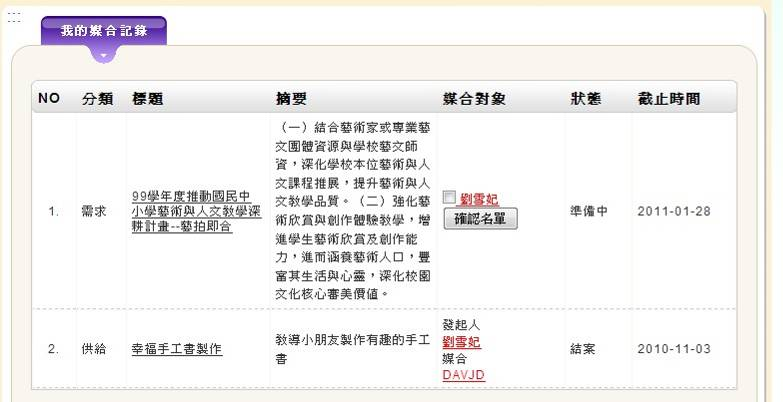 我的媒合記錄
NO 分類 標題 摘要 媒合對象 狀態 截止時間
1. 需求
99學年度推動國民中
小學藝術與人文教學深
耕計畫--藝拍即合
（一）結合藝術家或專業藝
文團體資源與學校藝文師
資，深化學校本位藝術與人
文課程推展，提升藝術與人
文教學品質。（二）強化藝
術欣賞與創作體驗教學，增
進學生藝術欣賞及創作能
力，進而涵養藝術人口，豐
富其生活與心靈，深化校園
文化核心審美價值。
劉雪妃
確認名單
準備中
2011-01-28
2. 供給
幸福手工書製作
教導小朋友製作有趣的手工
書
發起人
劉雪妃
媒合
DAVJD
結案
2010-11-03